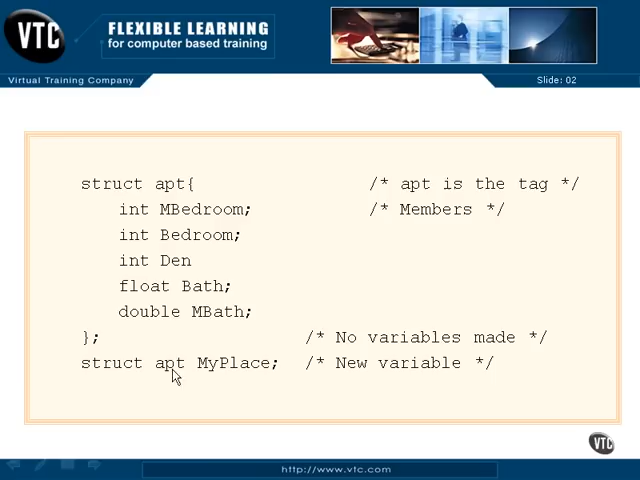 VTC
FLEXIBLE LEARNING
for computer based training
Virtual Training Company
Slide: 02
struct apt{ /* apt is the tag */
int MBedroom; /* Members */
int Bedroom;
int Den
float Bath;
double MBath;
}; /* No variables made */
struct apt MyPlace; /* New variable */
VTC
http://www.vtc.com